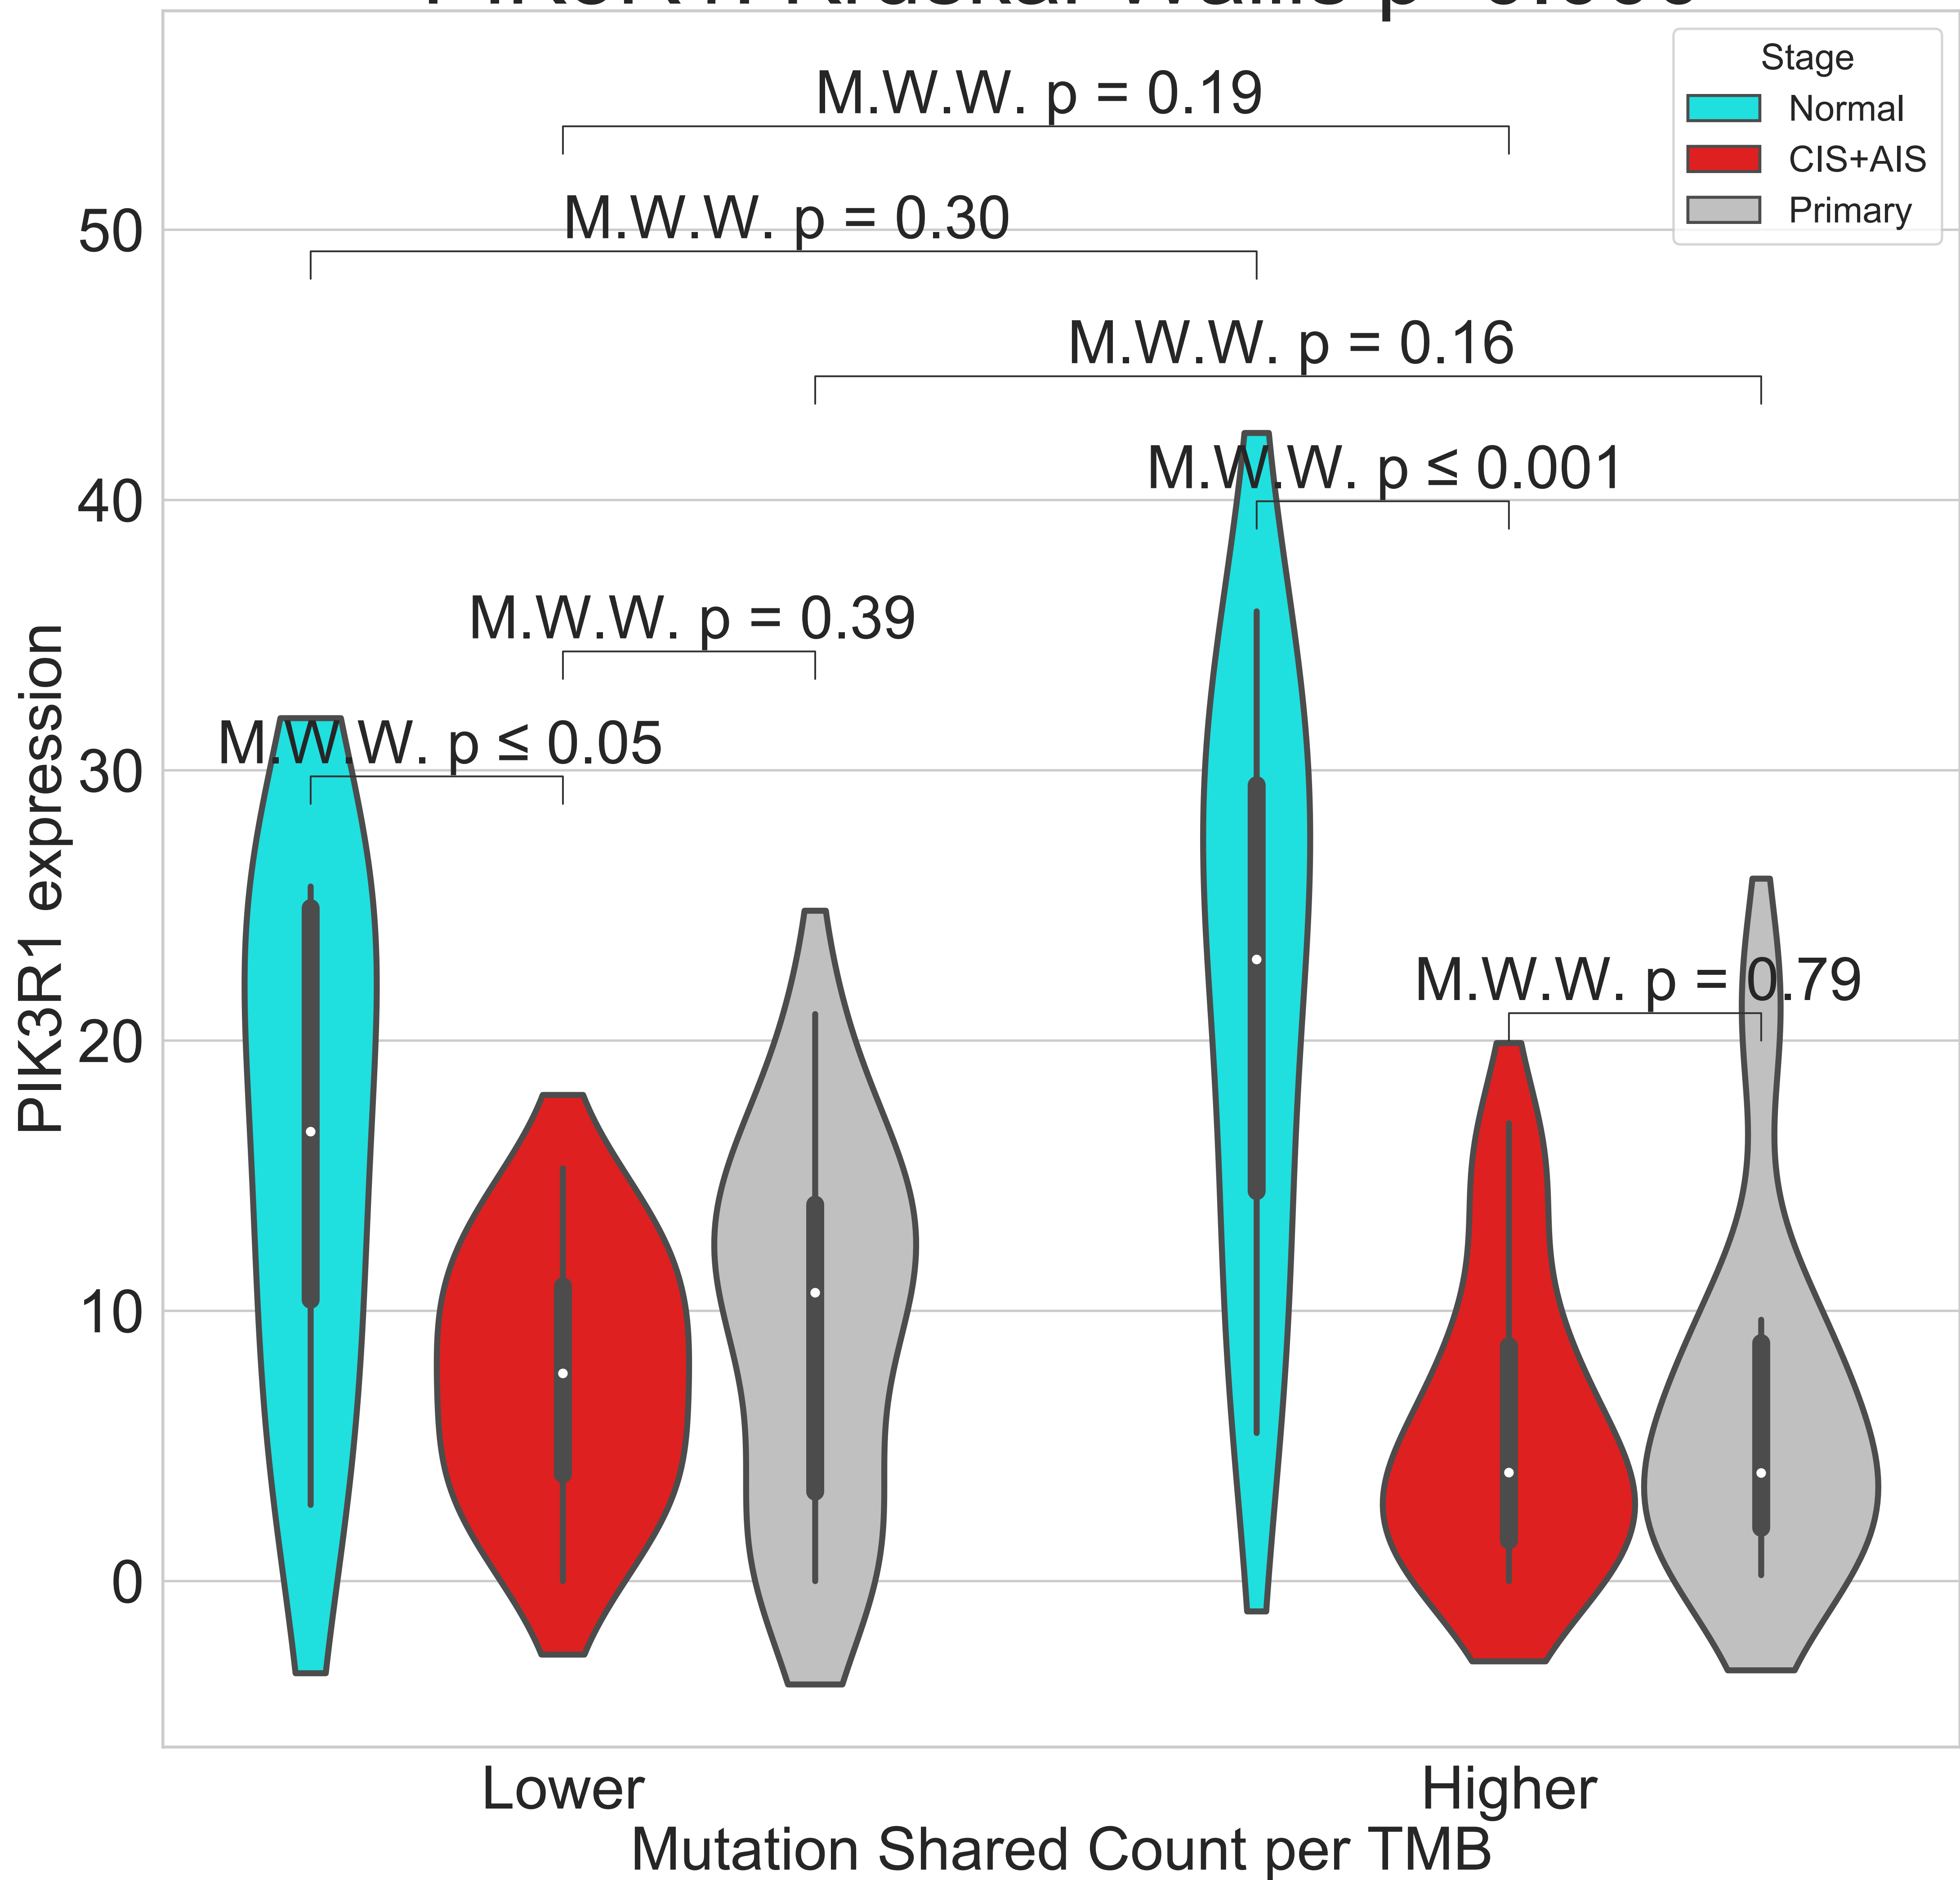 Stage
Normal
CIS+AIS
Primary
M.W.W. p = 0.19
M.W.W. p = 0.30
M.W.W. p = 0.16
M.W.W. p ≤ 0.001
M.W.W. p = 0.39
M.W.W. p ≤ 0.05
M.W.W. p = 0.79
50
40
30
20
10
0
PIK3R1 expression
Lower
Higher
Mutation Shared Count per TMB